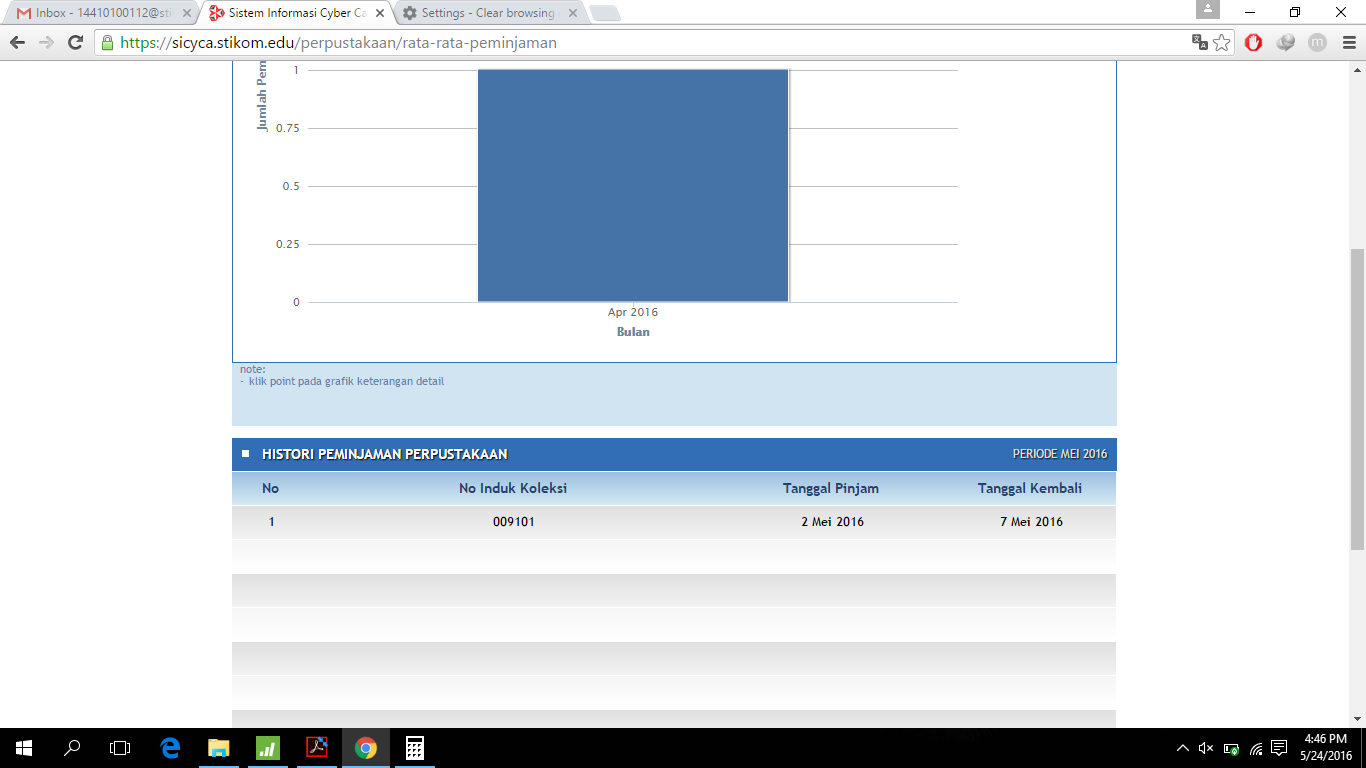 Inbox - 14410100112@sti
Sistem Informasi Cyber Ca
Settings - Clear browsing
https://sicyca.stikom.edu/perpustakaan/rata-rata-peminjaman
m
Jumlah Pem
1
0.75
0.5
0.25
0
Apr 2016
Bulan
note:
- klik point pada grafik keterangan detail
HISTORI PEMINJAMAN PERPUSTAKAAN PERIODE MEI 2016
No No Induk Koleksi Tanggal Pinjam Tanggal Kembali
1 009101 2 Mei 2016 7 Mei 2016
4:46 PM
5/24/2016